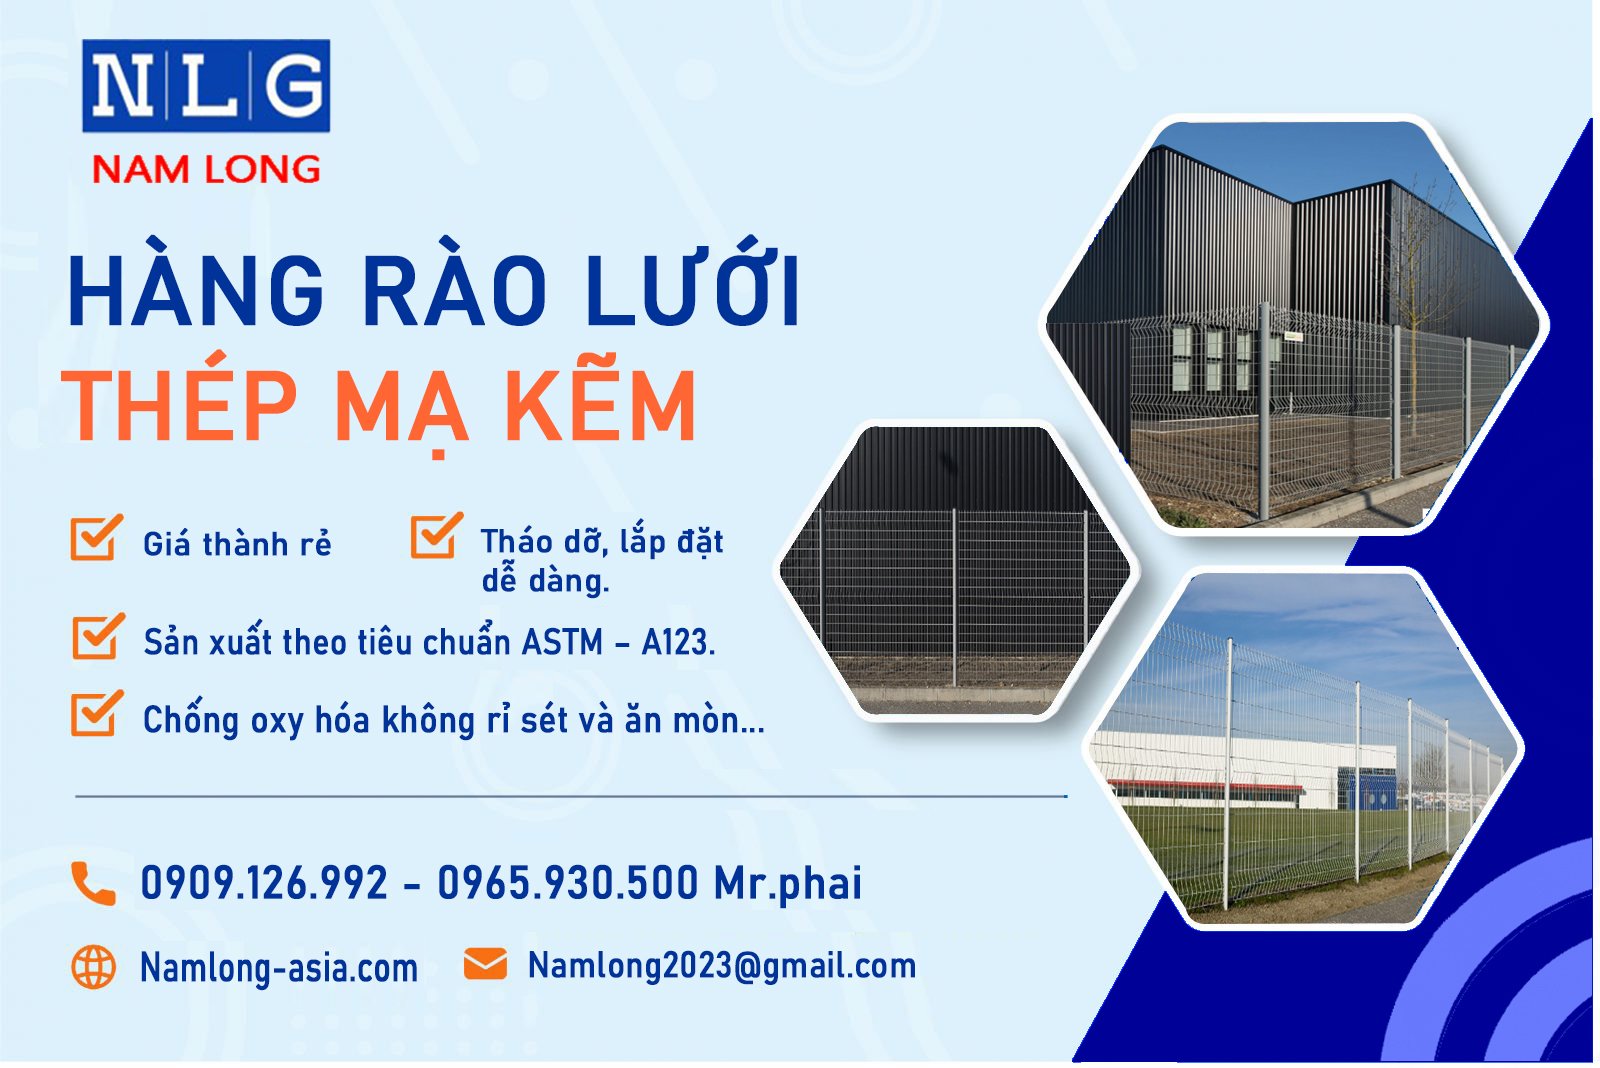 N|L|G
NAM LONG
HÀNG RÀO LƯỚI
THÉP MẠ KẼM
Giá thành rẻ
Tháo dỡ, lắp đặt
dễ dàng.
Sản xuất theo tiêu chuẩn ASTM – A123.
Chống oxy hóa không rỉ sét và ăn mòn...
0909.126.992 - 0965.930.500 Mr.phai
Namlong-asia.com
Namlong2023@gmail.com